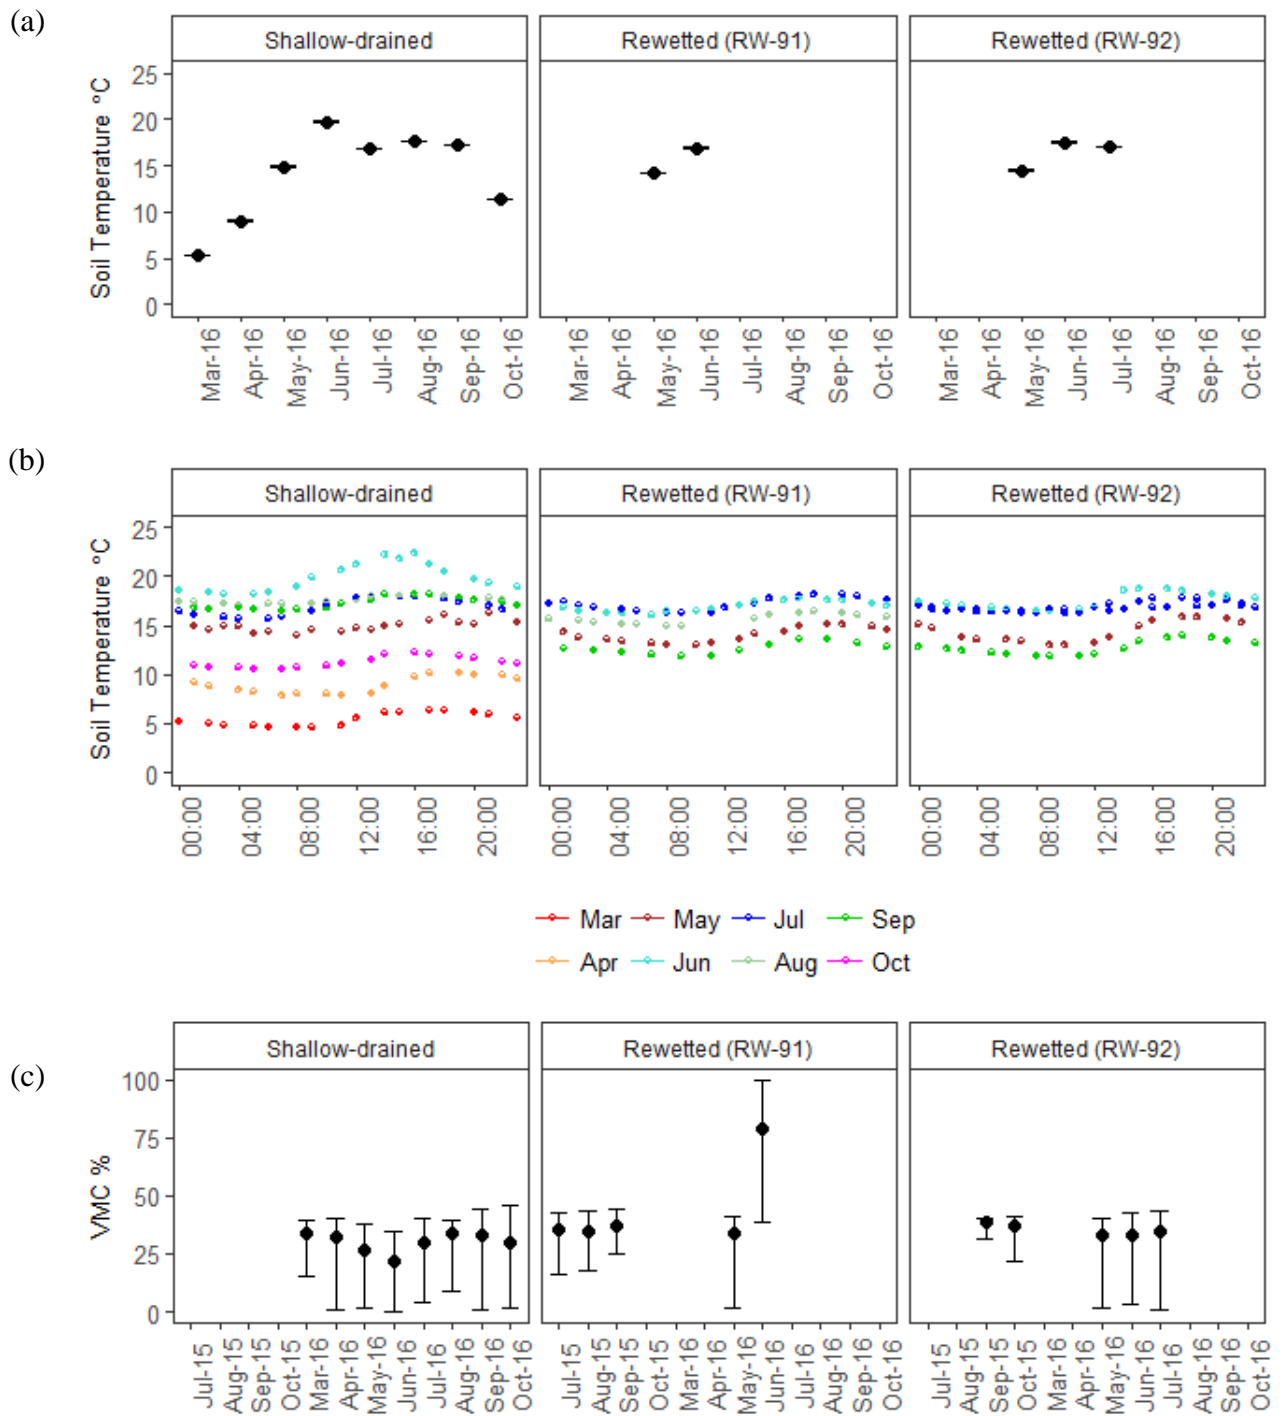 (a)
Shallow-drained Rewetted (RW-91) Rewetted (RW-92)
Soil Temperature °C
25
20
15
10
5
0
Mar-16 Apr-16 May-16 Jun-16 Jul-16 Aug-16 Sep-16 Oct-16 Mar-16 Apr-16 May-16 Jun-16 Jul-16 Aug-16 Sep-16 Oct-16 Mar-16 Apr-16 May-16 Jun-16 Jul-16 Aug-16 Sep-16 Oct-16
(b)
Shallow-drained Rewetted (RW-91) Rewetted (RW-92)
Soil Temperature °C
25
20
15
10
5
0
00:00 04:00 08:00 12:00 16:00 20:00 00:00 04:00 08:00 12:00 16:00 20:00 00:00 04:00 08:00 12:00 16:00 20:00
Mar May Jul Sep
Apr Jun Aug Oct
(c)
Shallow-drained Rewetted (RW-91) Rewetted (RW-92)
VMC %
100
75
50
25
0
Jul-15 Aug-15 Sep-15 Oct-15 Mar-16 Apr-16 May-16 Jun-16 Jul-16 Aug-16 Sep-16 Oct-16 Jul-15 Aug-15 Sep-15 Oct-15 Mar-16 Apr-16 May-16 Jun-16 Jul-16 Aug-16 Sep-16 Oct-16 Jul-15 Aug-15 Sep-15 Oct-15 Mar-16 Apr-16 May-16 Jun-16 Jul-16 Aug-16 Sep-16 Oct-16